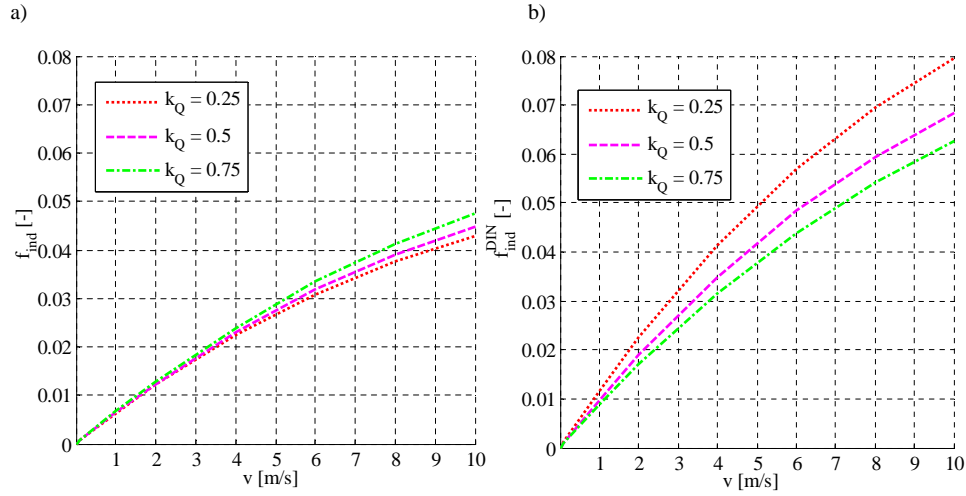 a)
0.08
0.07
0.06
0.05
0.04
0.03
0.02
0.01
0
f_ind [-]
k_Q = 0.25
k_Q = 0.5
k_Q = 0.75
1 2 3 4 5 6 7 8 9 10
v [m/s]
b)
0.08
0.07
0.06
0.05
0.04
0.03
0.02
0.01
0
f_ind^DIN [-]
k_Q = 0.25
k_Q = 0.5
k_Q = 0.75
1 2 3 4 5 6 7 8 9 10
v [m/s]